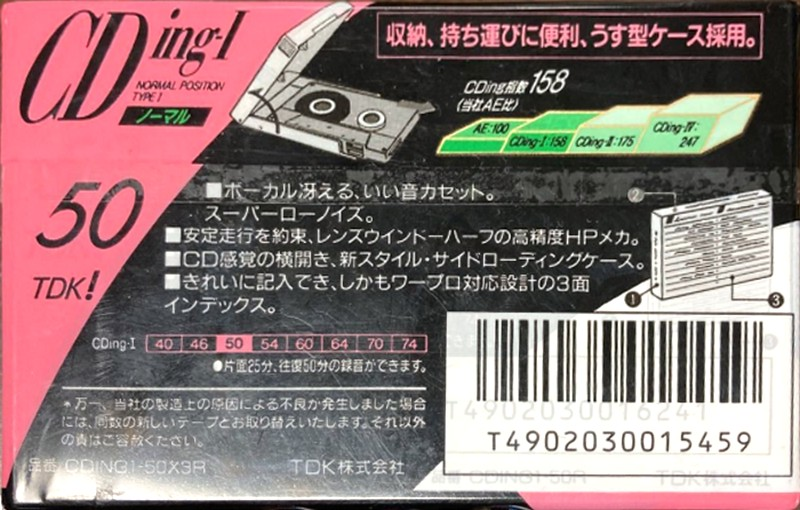 CDing-I
NORMAL POSITION
TYPE I
ノーマル
収納、持ち運びに便利、うす型ケース採用。
CDing指数158
(当社AE比)
AE:100
CDing-I:158
CDing-II:175
CDing-IV:
247
50
TDK!
■ボーカル冴える、いい音カセット。
スーパーローノイズ。
■安定走行を約束、レンズウインドーハーフの高精度HPメカ。
■CD感覚の横開き、新スタイル・サイドローディングケース。
■きれいに記入でき、しかもワープロ対応設計の3面
インデックス。
②
①
③
CDing-I 40 46 50 54 60 64 70 74
●片面25分、往復50分の録音ができます。
*万一、当社の製造上の原因による不良が発生しました場合
には、同数の新しいテープとお取り替えいたします。それ以外
の責はご容赦ください。
品番 CDING1-50X3R TDK株式会社
T4902030016241
T4902030015459
品番 CDING1-50R TDK株式会社